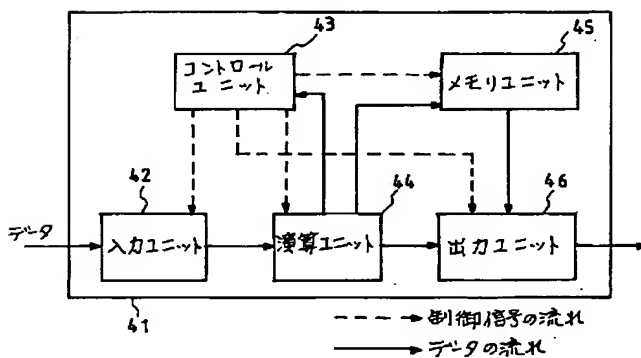 43
45
コントロール
ユニット
メモリユニット
42
44
46
データ
入力ユニット
演算ユニット
出力ユニット
41
制御信号の流れ
データの流れ